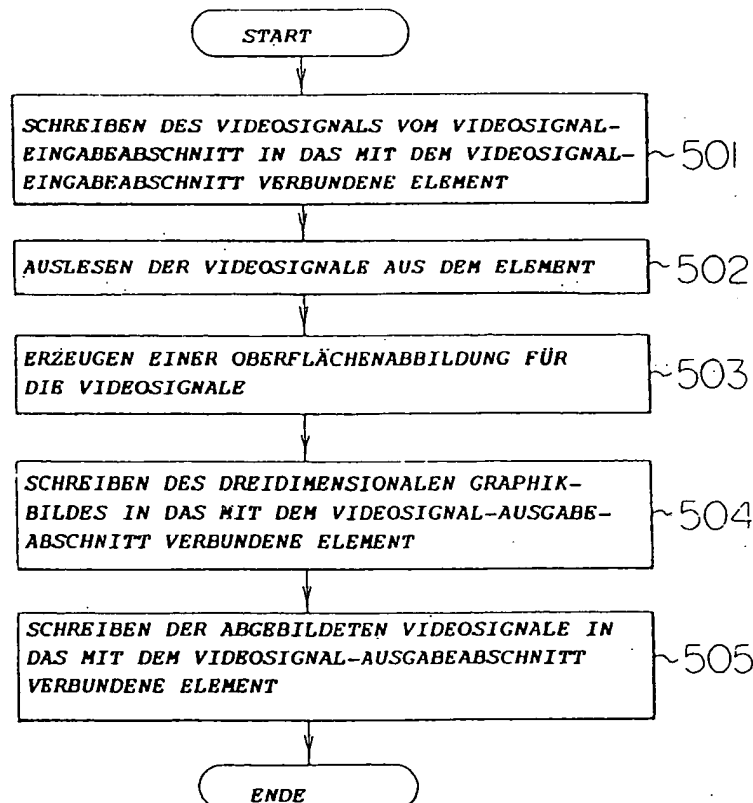 START
SCHREIBEN DES VIDEOSIGNALS VOM VIDEOSIGNAL-
EINGABEABSCHNITT IN DAS MIT DEM VIDEOSIGNAL-
EINGABEABSCHNITT VERBUNDENE ELEMENT
501
AUSLESEN DER VIDEOSIGNALE AUS DEM ELEMENT
502
ERZEUGEN EINER OBERFLÄCHENABBILDUNG FÜR
DIE VIDEOSIGNALE
503
SCHREIBEN DES DREIDIMENSIONALEN GRAPHIK-
BILDES IN DAS MIT DEM VIDEOSIGNAL-AUSGABE-
ABSCHNITT VERBUNDENE ELEMENT
504
SCHREIBEN DER ABGEBILDETEN VIDEOSIGNALE IN
DAS MIT DEM VIDEOSIGNAL-AUSGABEABSCHNITT
VERBUNDENE ELEMENT
505
ENDE